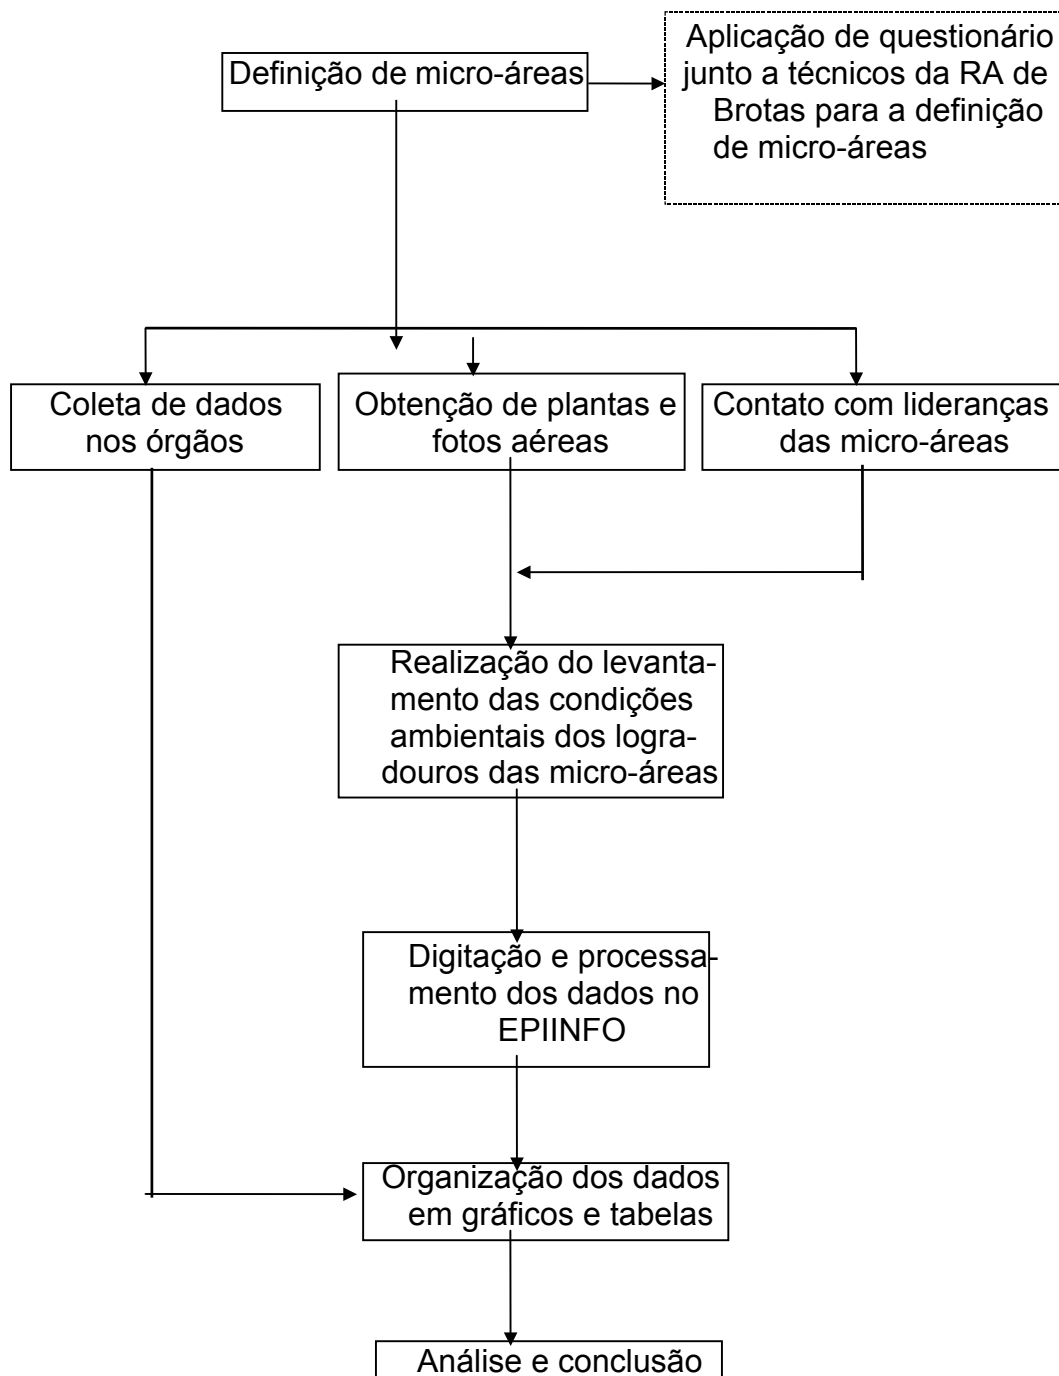 Definição de micro-áreas
Aplicação de questionário
junto a técnicos da RA de
Brotas para a definição
de micro-áreas
Coleta de dados
nos órgãos
Obtenção de plantas e
fotos aéreas
Contato com lideranças
das micro-áreas
Realização do levanta-
mento das condições
ambientais dos logra-
douros das micro-áreas
Digitação e processa-
mento dos dados no
EPIINFO
Organização dos dados
em gráficos e tabelas
Análise e conclusão